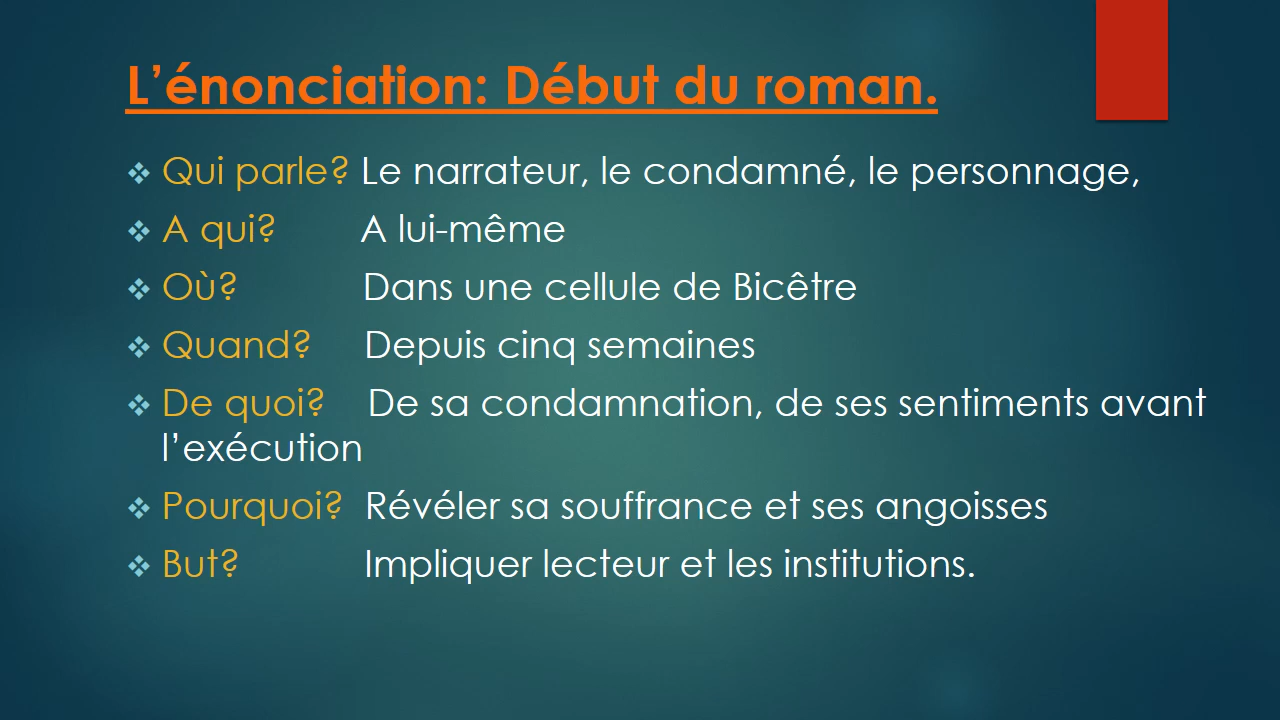 L’énonciation: Début du roman.
Qui parle? Le narrateur, le condamné, le personnage,
A qui? A lui-même
Où? Dans une cellule de Bicêtre
Quand? Depuis cinq semaines
De quoi? De sa condamnation, de ses sentiments avant
l’exécution
Pourquoi? Révéler sa souffrance et ses angoisses
But? Impliquer lecteur et les institutions.